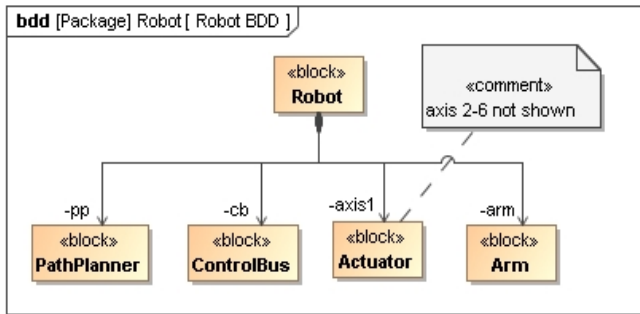 bdd [Package] Robot [ Robot BDD ]
«block»
Robot
«comment»
axis 2-6 not shown
-pp
-cb
-axis1
-arm
«block»
PathPlanner
«block»
ControlBus
«block»
Actuator
«block»
Arm